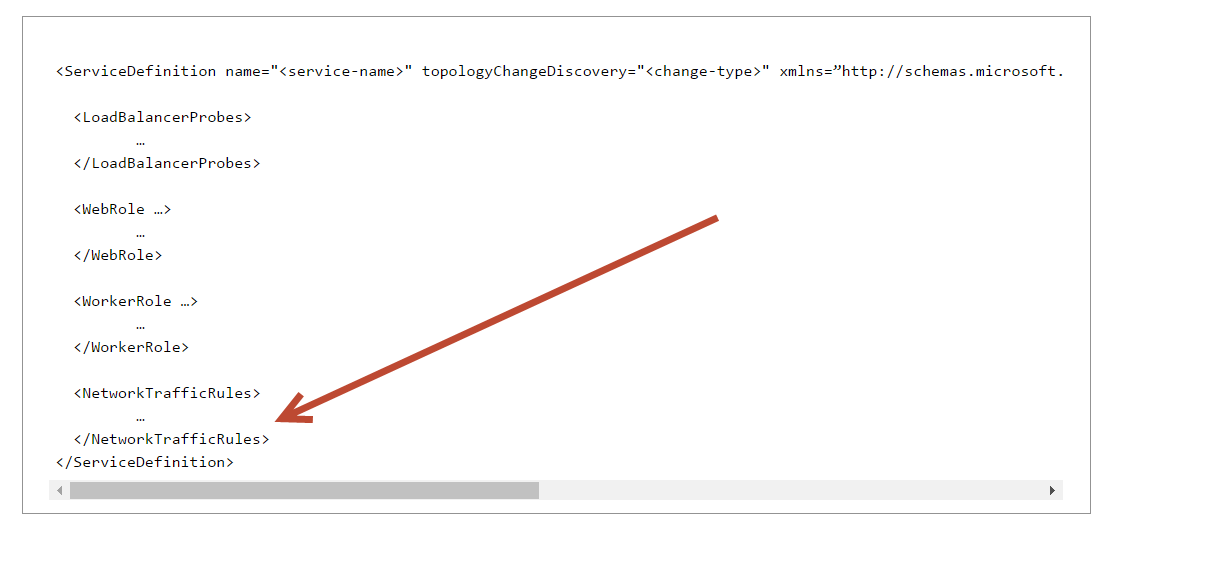 <ServiceDefinition name="<service-name>" topologyChangeDiscovery="<change-type>" xmlns=”http://schemas.microsoft.
<LoadBalancerProbes>
…
</LoadBalancerProbes>
<WebRole …>
…
</WebRole>
<WorkerRole …>
…
</WorkerRole>
<NetworkTrafficRules>
…
</NetworkTrafficRules>
</ServiceDefinition>